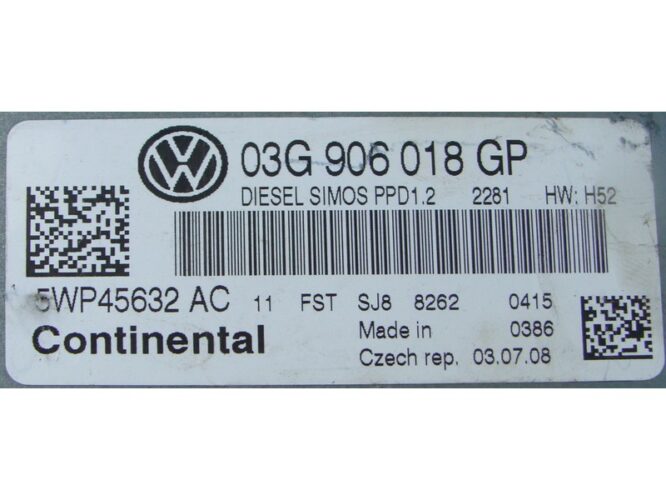 03G 906 018 GP
DIESEL SIMOS PPD1.2 2281 HW: H52
5WP45632 AC 11 FST SJ8 8262 0415
Continental Made in 0386
Czech rep. 03.07.08